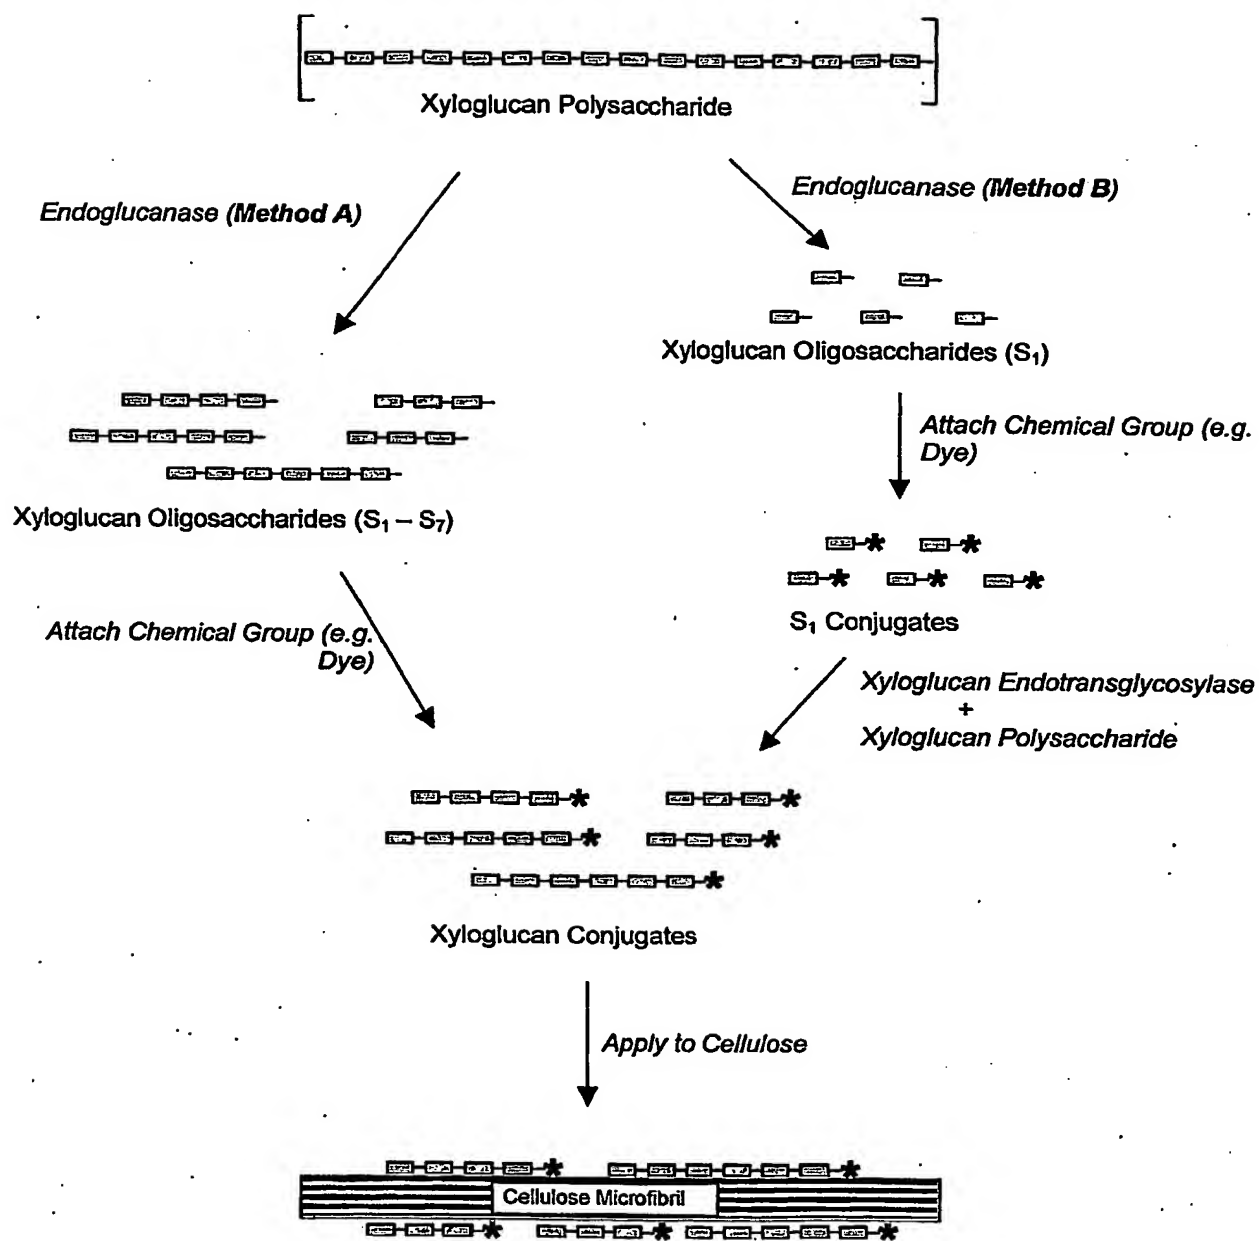 Xyloglucan Polysaccharide
Endoglucanase (Method A)
Endoglucanase (Method B)
Xyloglucan Oligosaccharides (S₁)
Attach Chemical Group (e.g.
Dye)
Xyloglucan Oligosaccharides (S₁ – S₇)
S₁ Conjugates
Attach Chemical Group (e.g.
Dye)
Xyloglucan Endotransglycosylase
+
Xyloglucan Polysaccharide
Xyloglucan Conjugates
Apply to Cellulose
Cellulose Microfibril